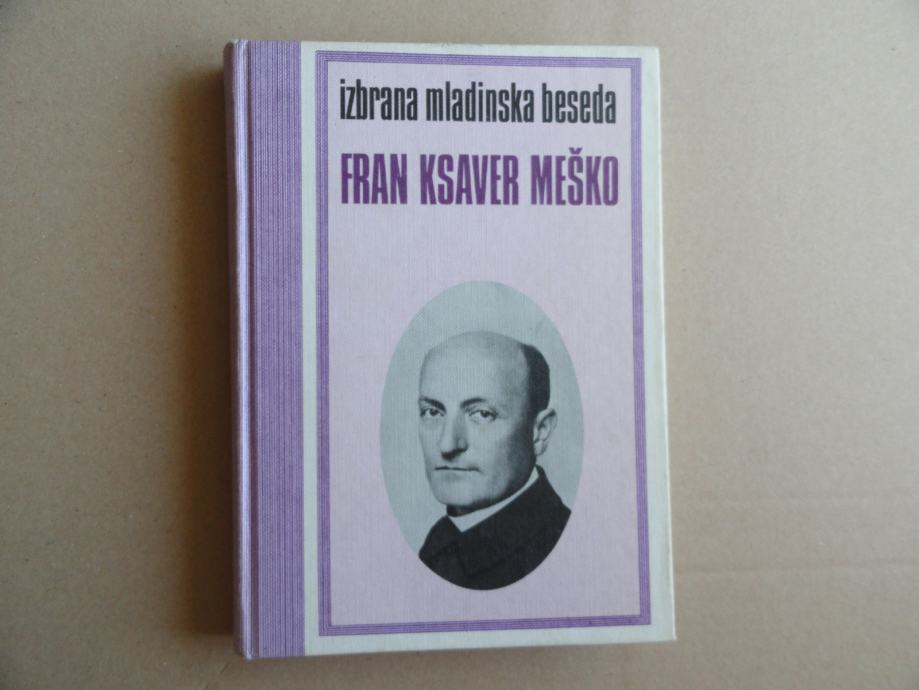 izbrana mladinska beseda
FRAN KSAVER MEŠKO